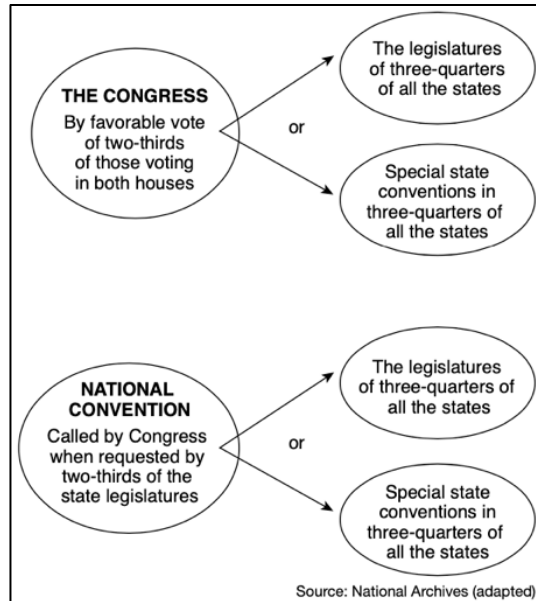 THE CONGRESS
By favorable vote
of two-thirds
of those voting
in both houses
or
The legislatures
of three-quarters
of all the states
Special state
conventions in
three-quarters of
all the states
NATIONAL
CONVENTION
Called by Congress
when requested by
two-thirds of the
state legislatures
or
The legislatures
of three-quarters of
all the states
Special state
conventions in
three-quarters of
all the states
Source: National Archives (adapted)